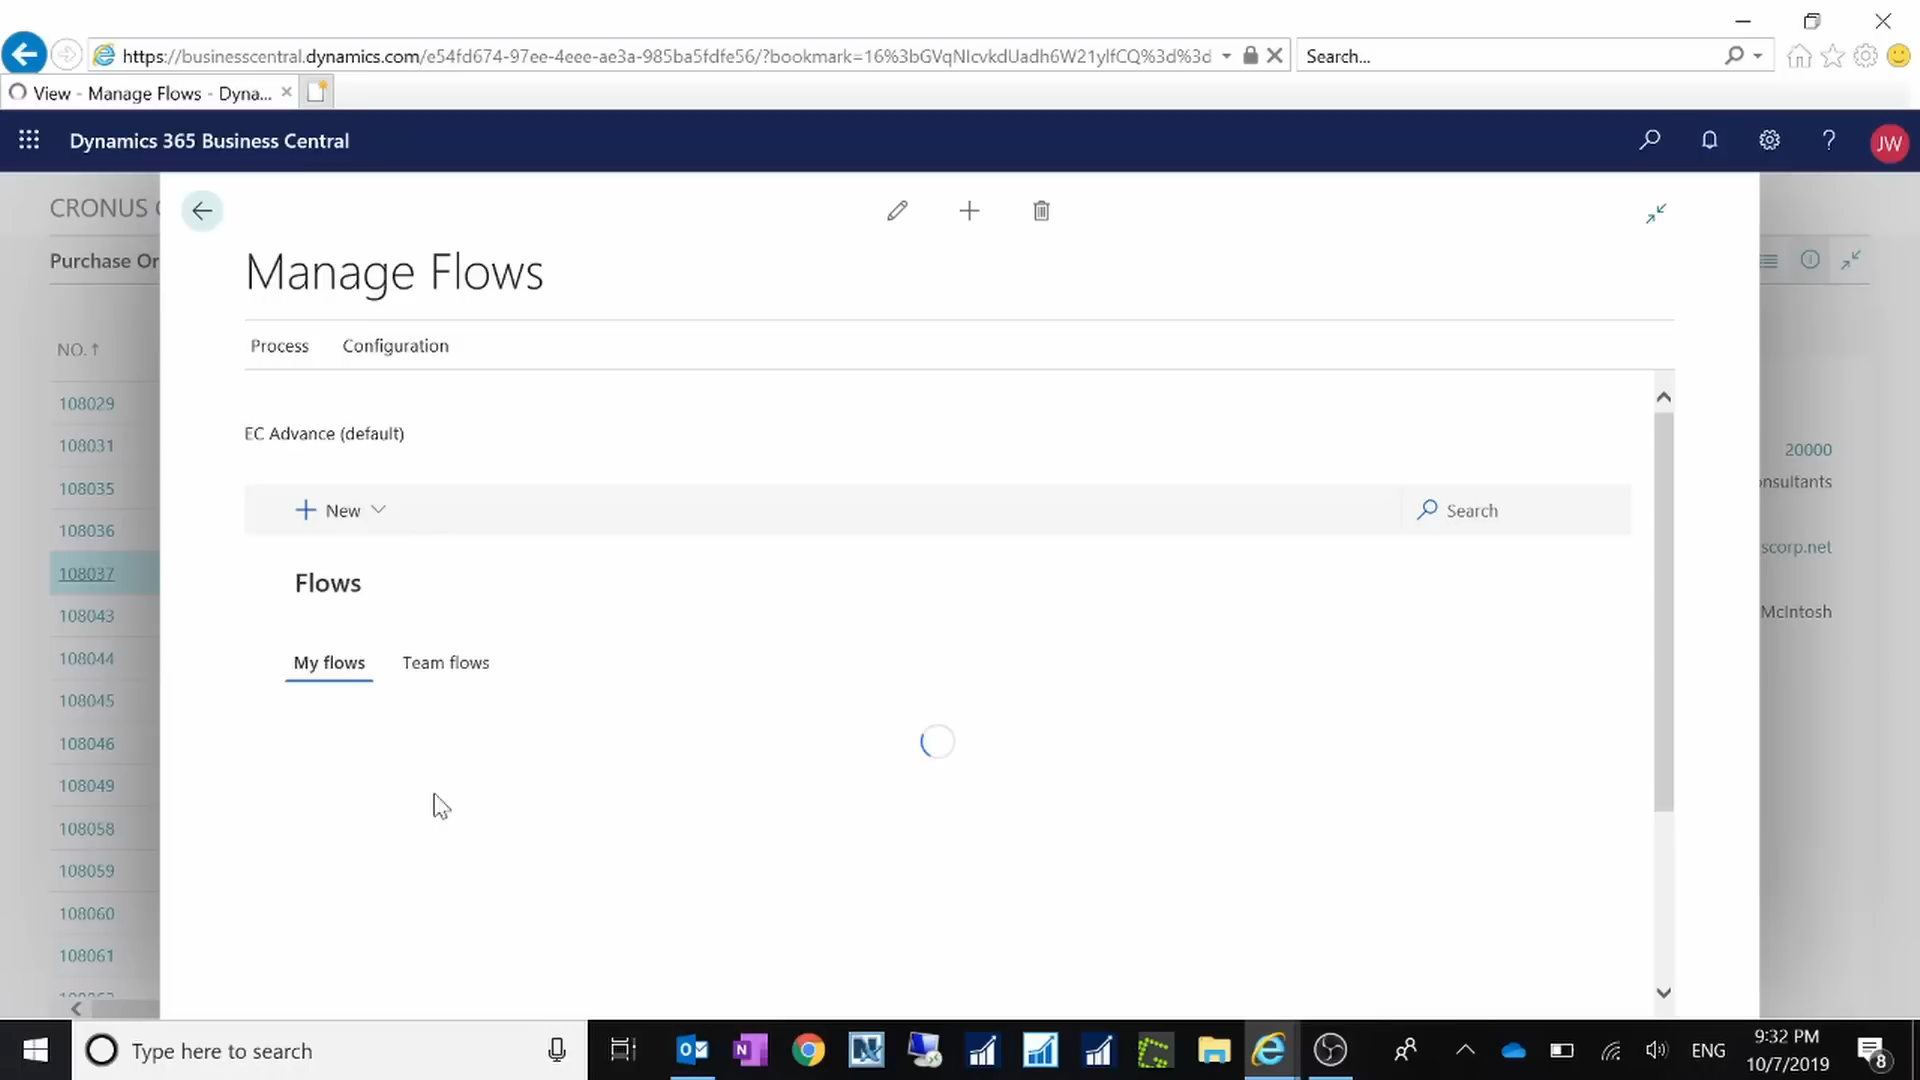 https://businesscentral.dynamics.com/e54fd674-97ee-4eee-ae3a-985ba5fdfe56/?bookmark=16%3bGVqNIcvkdUadh6W21ylfCQ%3d%3d
Search...
View - Manage Flows - Dyna...
Dynamics 365 Business Central
?
JW
CRONUS
Purchase Or
Manage Flows
Process
Configuration
NO. ↑
108029
108031
108035
108036
108037
108043
108044
108045
108046
108049
108058
108059
108060
108061
EC Advance (default)
New
Search
Flows
My flows
Team flows
20000
onsultants
scorp.net
McIntosh
Type here to search
ENG
9:32 PM
10/7/2019
8